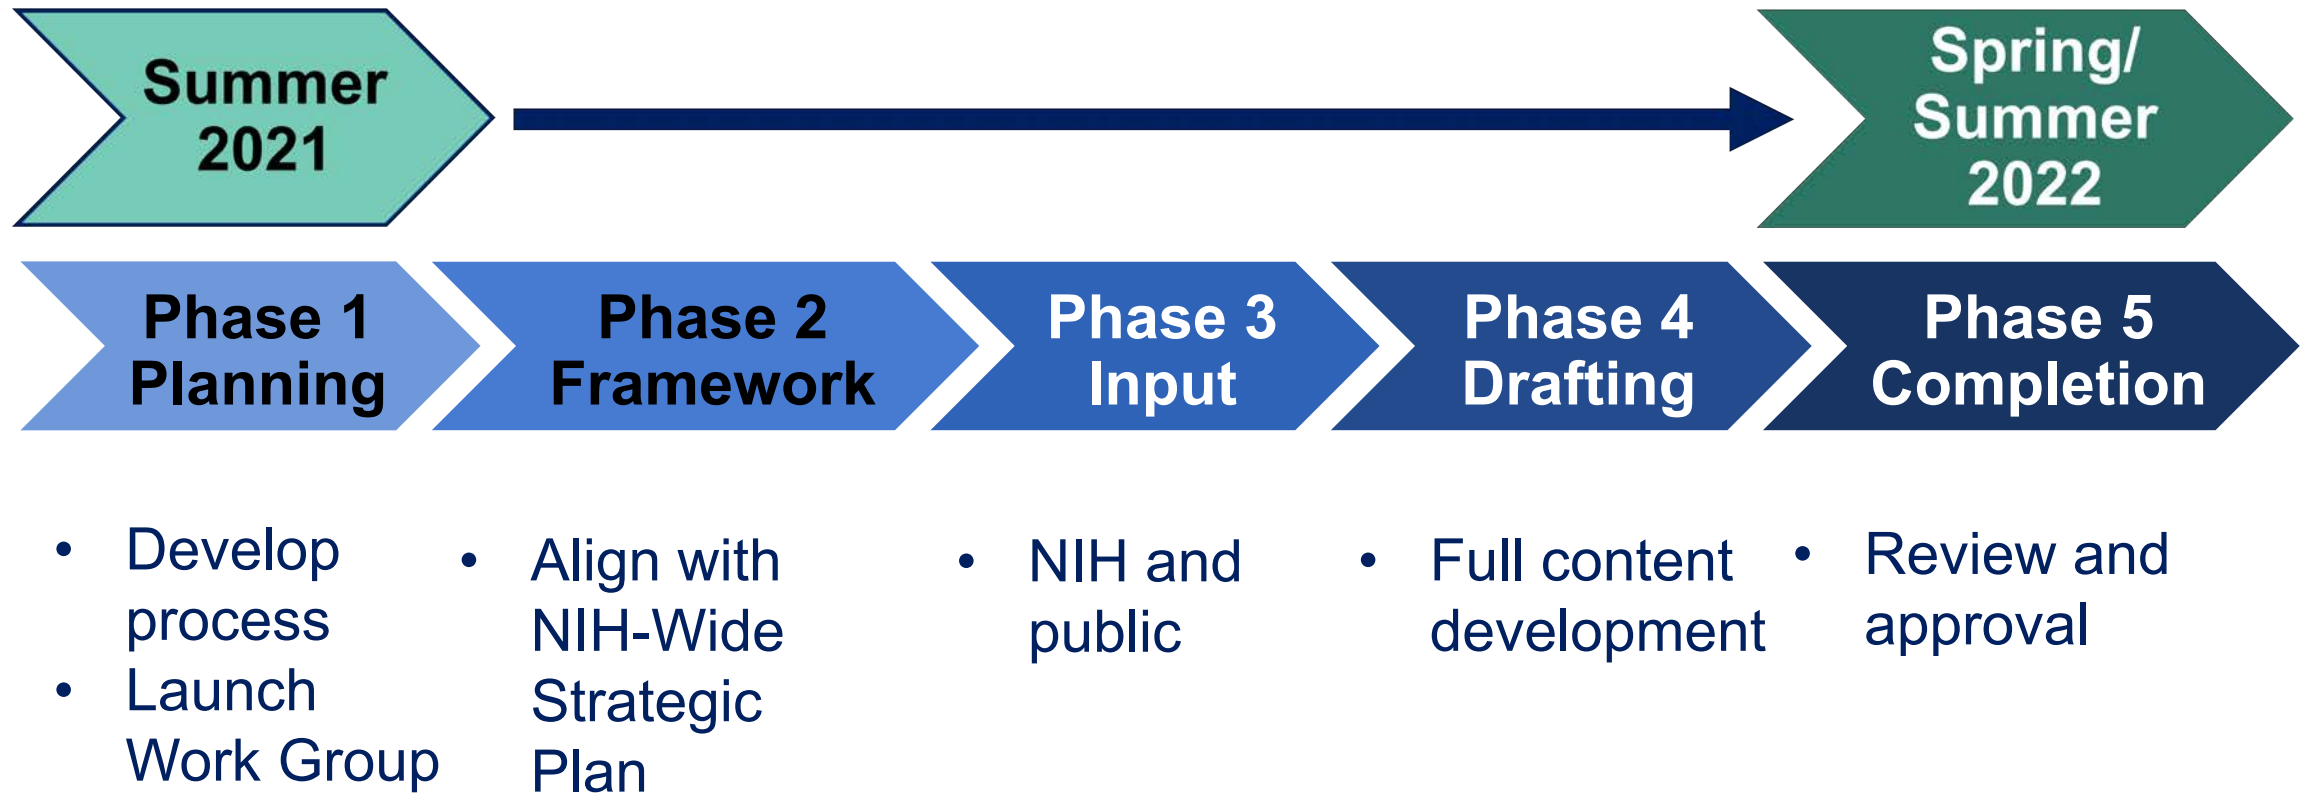 Summer
2021
Spring/
Summer
2022
Phase 1
Planning
Phase 2
Framework
Phase 3
Input
Phase 4
Drafting
Phase 5
Completion
• Develop
process
• Launch
Work Group
• Align with
NIH-Wide
Strategic
Plan
• NIH and
public
• Full content
development
• Review and
approval